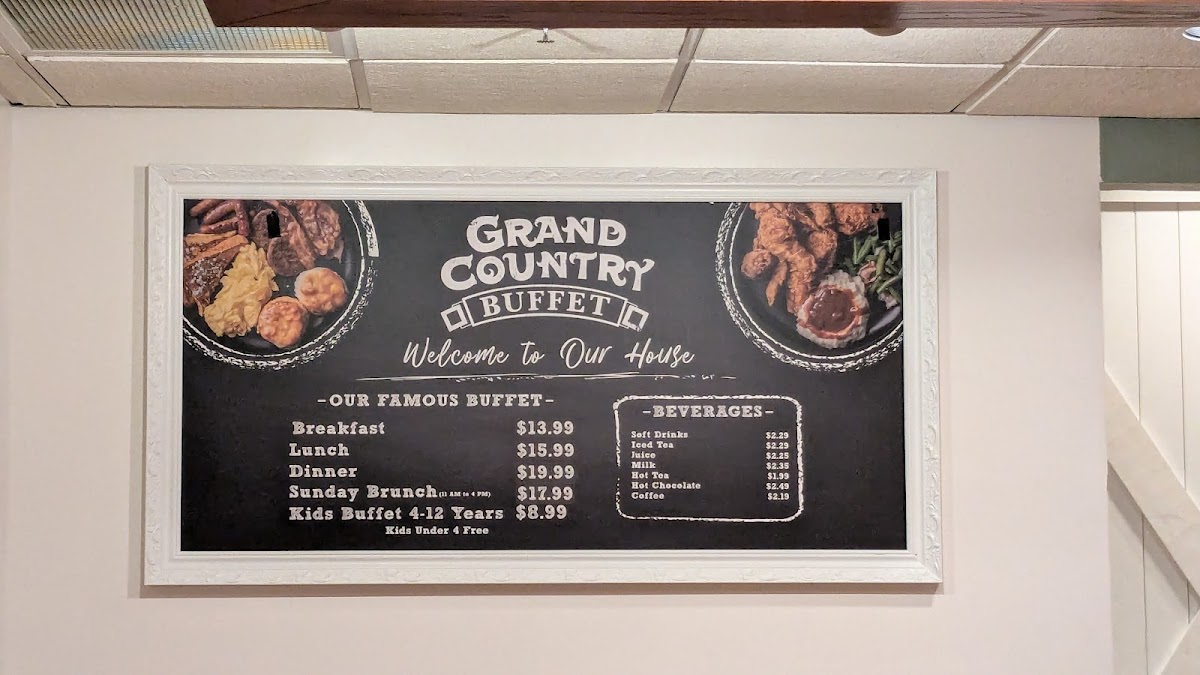 GRAND
COUNTRY
BUFFET
Welcome to Our House
-OUR FAMOUS BUFFET-
Breakfast $13.99
Lunch $15.99
Dinner $19.99
Sunday Brunch (11 AM to 4 PM) $17.99
Kids Buffet 4-12 Years $8.99
Kids Under 4 Free
-BEVERAGES-
Soft Drinks $2.29
Iced Tea $2.29
Juice $2.25
Milk $2.35
Hot Tea $1.99
Hot Chocolate $2.49
Coffee $2.19